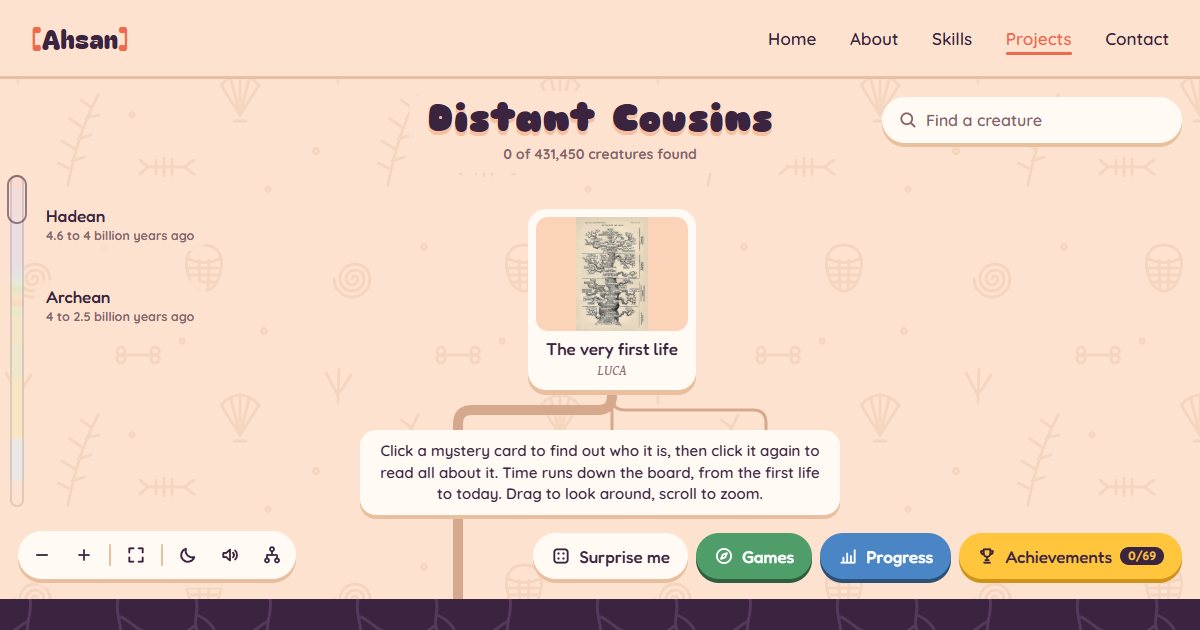 [Ahsan]
Home
About
Skills
Projects
Contact
Distant Cousins
0 of 431,450 creatures found
Find a creature
Hadean
4.6 to 4 billion years ago
Archean
4 to 2.5 billion years ago
The very first life
LUCA
Click a mystery card to find out who it is, then click it again to
read all about it. Time runs down the board, from the first life
to today. Drag to look around, scroll to zoom.
Surprise me
Games
Progress
Achievements 0/69